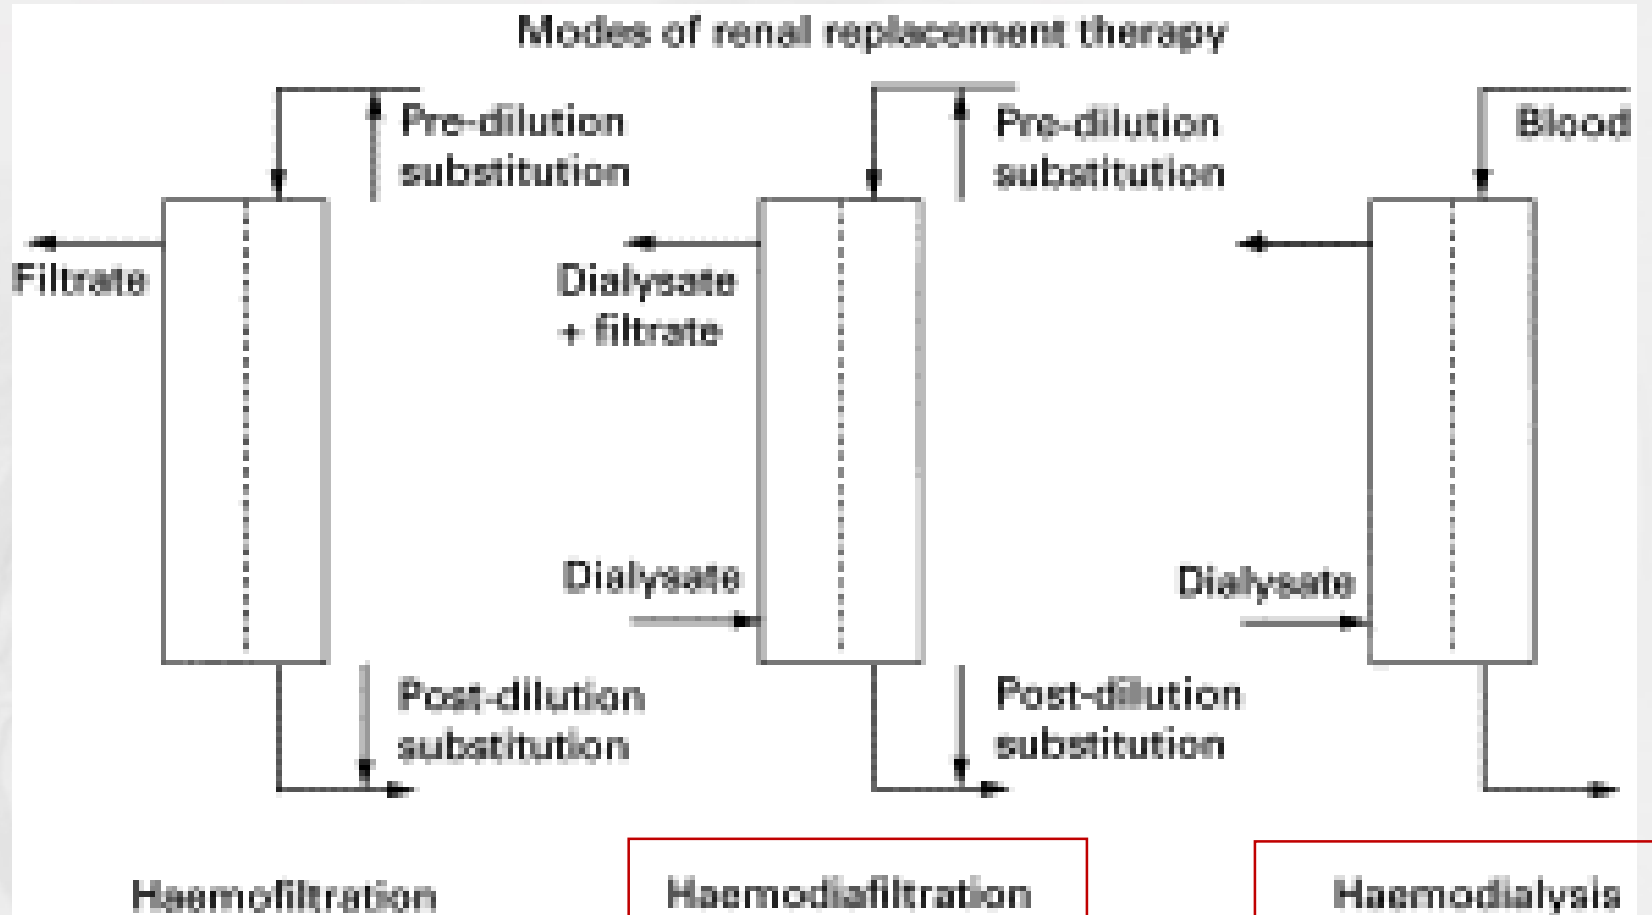 Modes of renal replacement therapy
Pre-dilution
substitution
Filtrate
Post-dilution
substitution
Haemofiltration
Pre-dilution
substitution
Dialysate
+ filtrate
Dialysate
Post-dilution
substitution
Haemodiafiltration
Blood
Dialysate
Haemodialysis